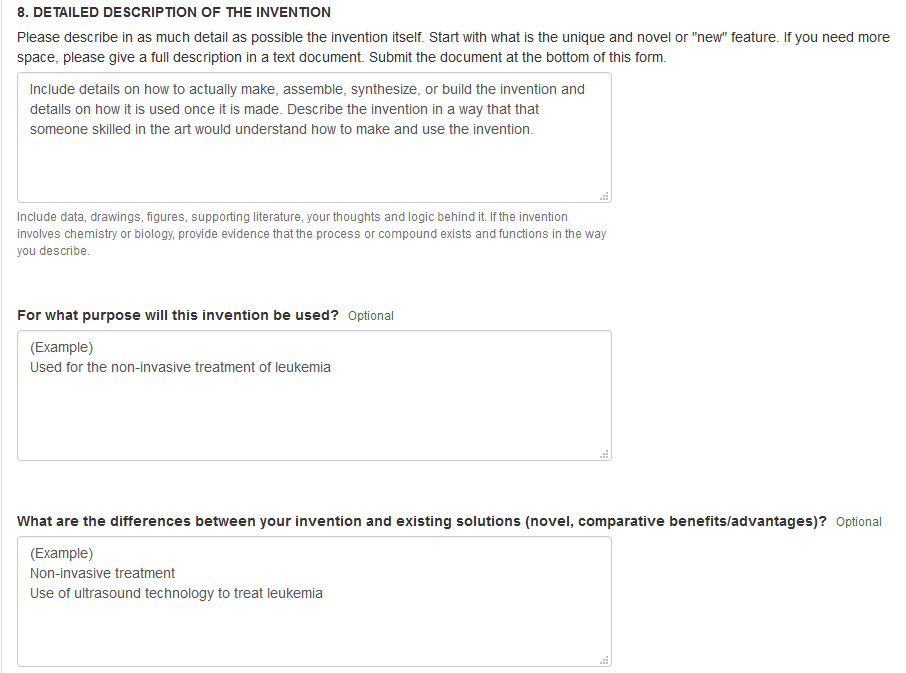 8. DETAILED DESCRIPTION OF THE INVENTION
Please describe in as much detail as possible the invention itself. Start with what is the unique and novel or "new" feature. If you need more
space, please give a full description in a text document. Submit the document at the bottom of this form.
Include details on how to actually make, assemble, synthesize, or build the invention and
details on how it is used once it is made. Describe the invention in a way that that
someone skilled in the art would understand how to make and use the invention.
Include data, drawings, figures, supporting literature, your thoughts and logic behind it. If the invention
involves chemistry or biology, provide evidence that the process or compound exists and functions in the way
you describe.
For what purpose will this invention be used? Optional
(Example)
Used for the non-invasive treatment of leukemia
What are the differences between your invention and existing solutions (novel, comparative benefits/advantages)? Optional
(Example)
Non-invasive treatment
Use of ultrasound technology to treat leukemia